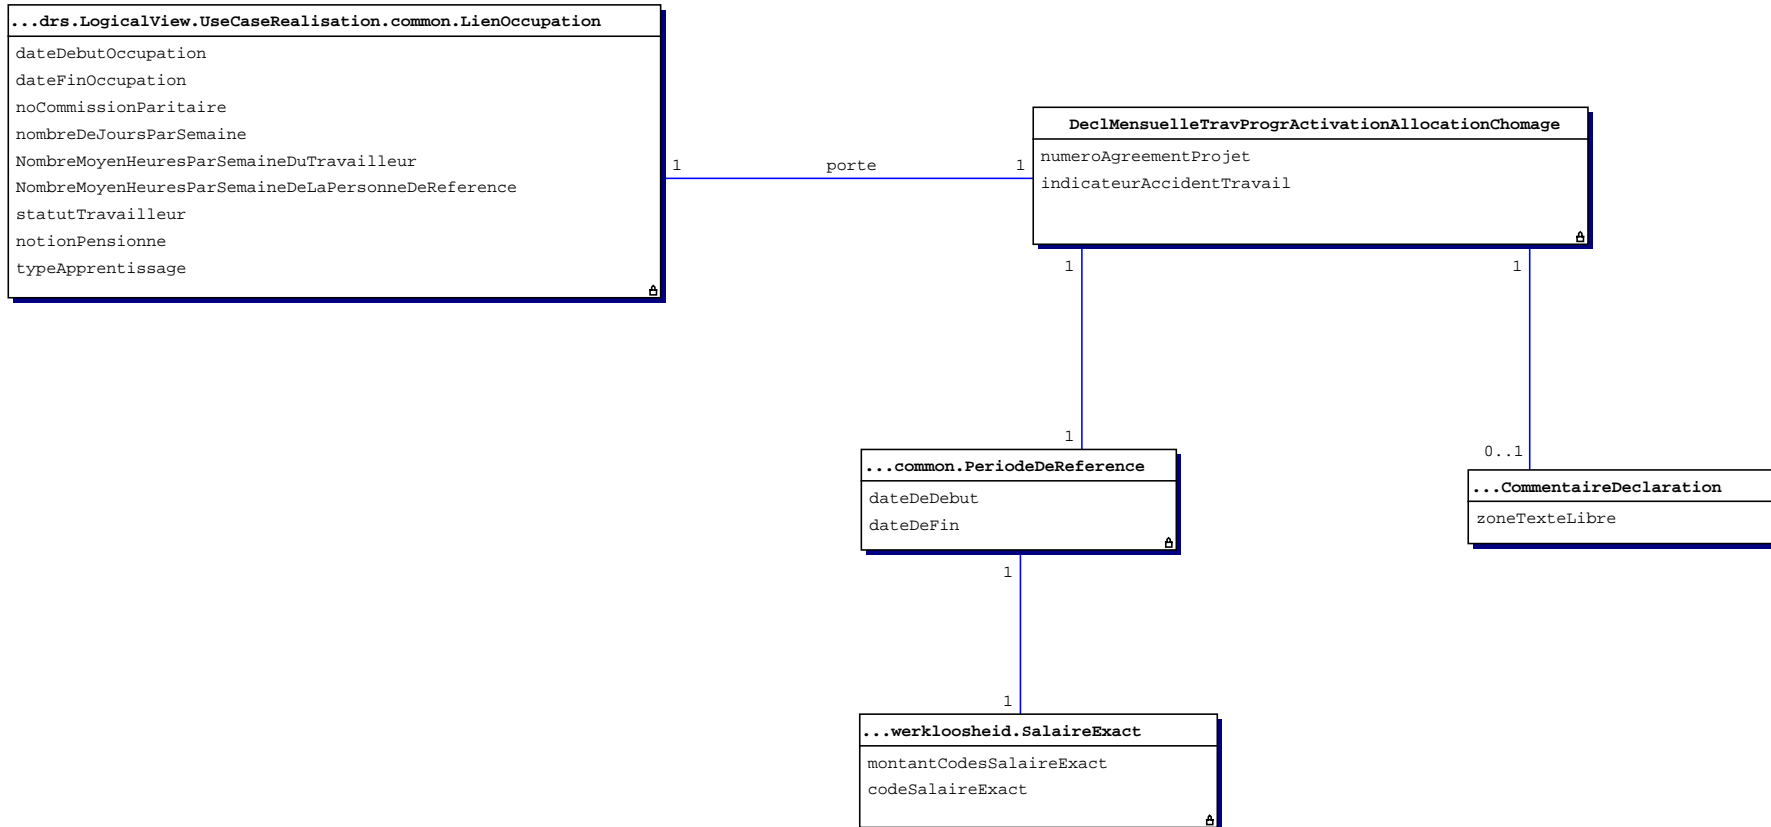 ...drs.LogicalView.UseCaseRealisation.common.LienOccupation
dateDebutOccupation
dateFinOccupation
noCommissionParitaire
nombreDeJoursParSemaine
NombreMoyenHeuresParSemaineDuTravailleur
NombreMoyenHeuresParSemaineDeLaPersonneDeReference
statutTravailleur
notionPensionne
typeApprentissage
1 porte 1
DeclMensuelleTravProgrActivationAllocationChomage
numeroAgreementProjet
indicateurAccidentTravail
1 1
1
0..1
...common.PeriodeDeReference
dateDeDebut
dateDeFin
...CommentaireDeclaration
zoneTexteLibre
1
1
...werkloosheid.SalaireExact
montantCodesSalaireExact
codeSalaireExact